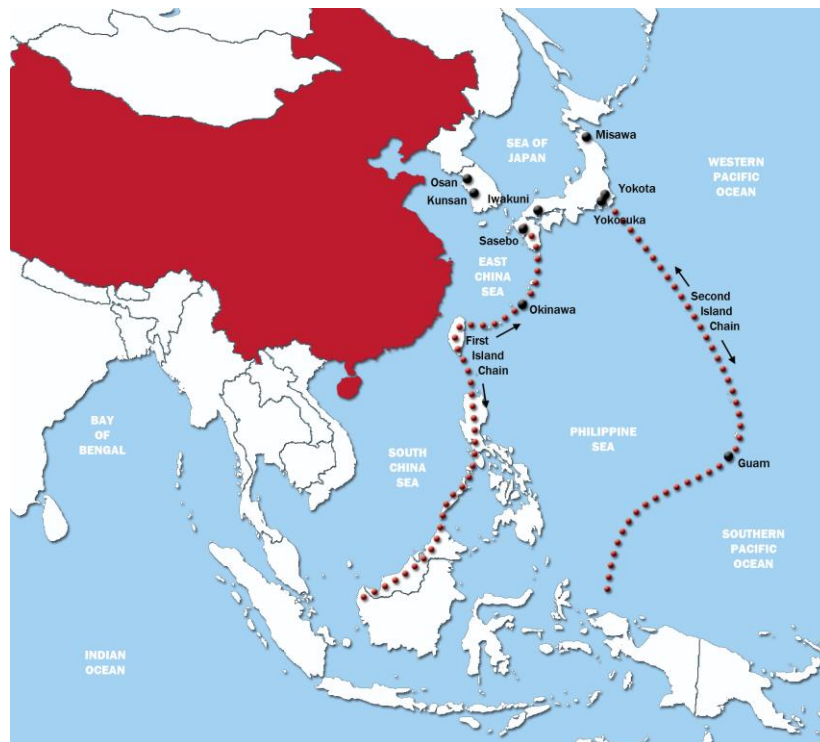 SEA OF
JAPAN
Misawa
WESTERN
PACIFIC
OCEAN
Osan
Kunsan
Iwakuni
Yokota
Yokosuka
Sasebo
EAST
CHINA
SEA
Okinawa
First
Island
Chain
Second
Island
Chain
BAY
OF
BENGAL
SOUTH
CHINA
SEA
PHILIPPINE
SEA
Guam
SOUTHERN
PACIFIC
OCEAN
INDIAN
OCEAN